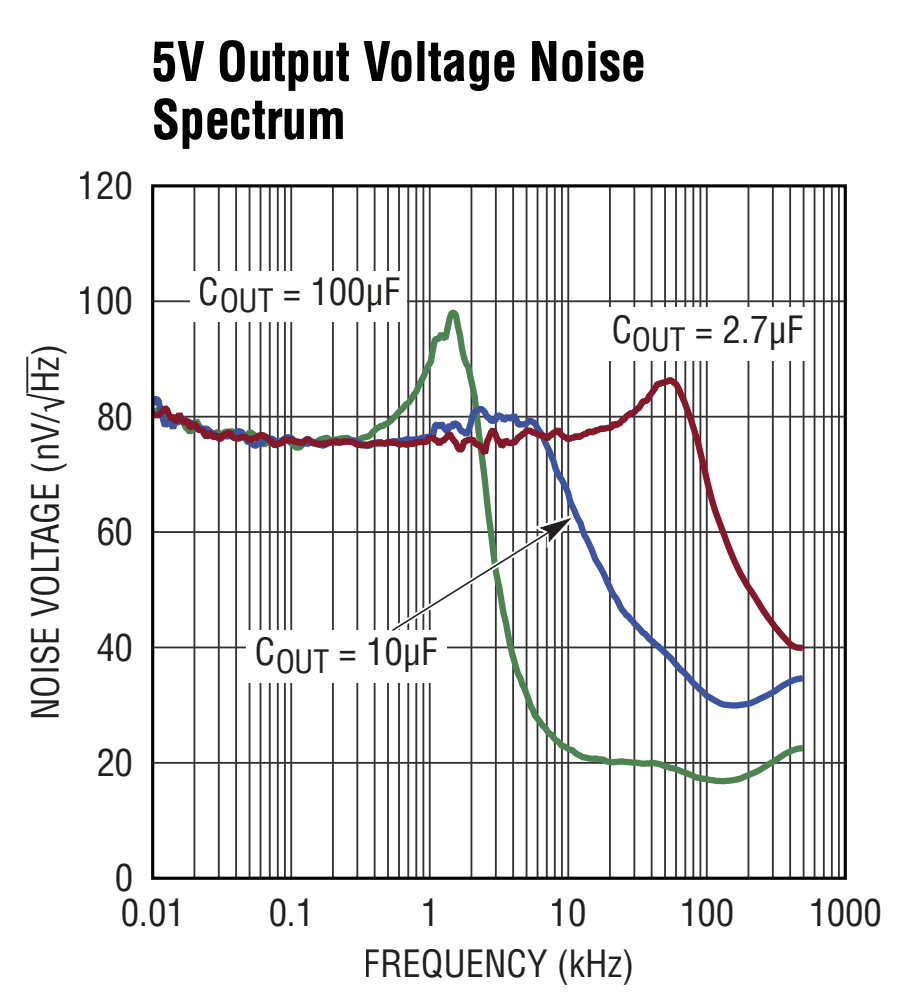 5V Output Voltage Noise
Spectrum
120
100
80
60
40
20
0
NOISE VOLTAGE (nV/√Hz)
COUT = 100µF
COUT = 2.7µF
COUT = 10µF
0.01 0.1 1 10 100 1000
FREQUENCY (kHz)